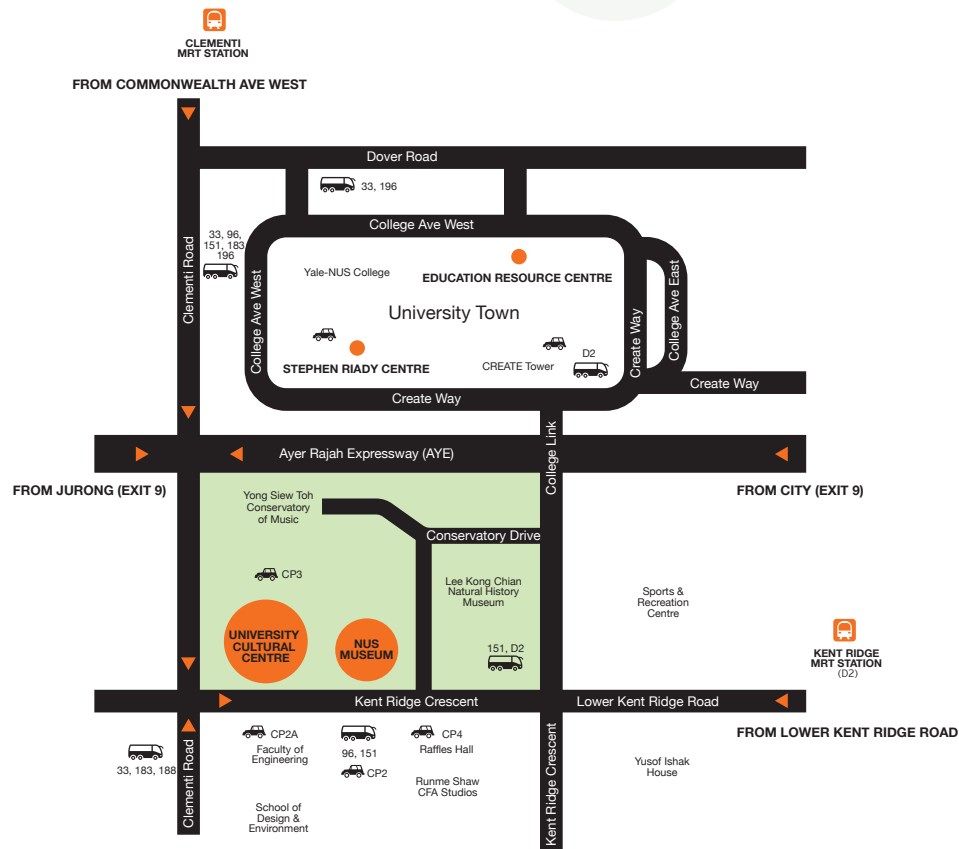 CLEMENTI
MRT STATION
FROM COMMONWEALTH AVE WEST
Dover Road
33, 196
College Ave West
33, 96,
151, 183,
196
Clementi Road
College Ave West
Yale-NUS College
EDUCATION RESOURCE CENTRE
University Town
STEPHEN RIADY CENTRE
CREATE Tower
D2
Create Way
College Ave East
Create Way
Create Way
College Link
Ayer Rajah Expressway (AYE)
FROM JURONG (EXIT 9)
FROM CITY (EXIT 9)
Yong Siew Toh
Conservatory
of Music
Conservatory Drive
CP3
Lee Kong Chian
Natural History
Museum
Sports &
Recreation
Centre
UNIVERSITY
CULTURAL
CENTRE
NUS
MUSEUM
151, D2
KENT RIDGE
MRT STATION
(D2)
Kent Ridge Crescent
Lower Kent Ridge Road
FROM LOWER KENT RIDGE ROAD
33, 183, 188
Clementi Road
CP2A
Faculty of
Engineering
96, 151
CP2
CP4
Raffles Hall
Runme Shaw
CFA Studios
School of
Design &
Environment
Kent Ridge Crescent
Yusof Ishak
House